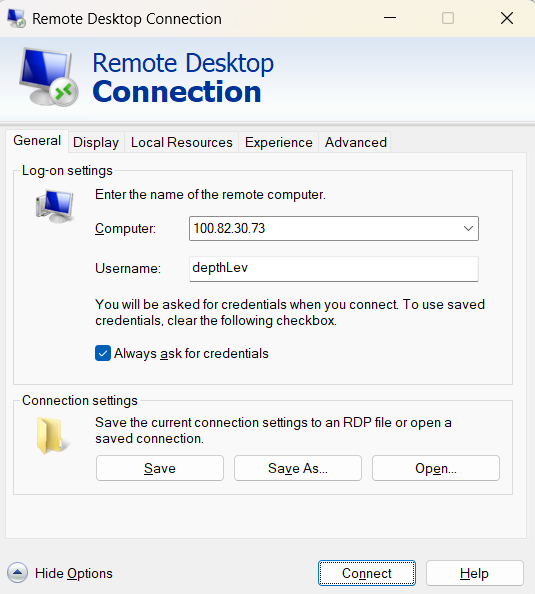 Remote Desktop Connection
Remote Desktop
Connection
General Display Local Resources Experience Advanced
Log-on settings
Enter the name of the remote computer.
Computer: 100.82.30.73
Username: depthLev
You will be asked for credentials when you connect. To use saved
credentials, clear the following checkbox.
Always ask for credentials
Connection settings
Save the current connection settings to an RDP file or open a
saved connection.
Save Save As... Open...
Hide Options Connect Help